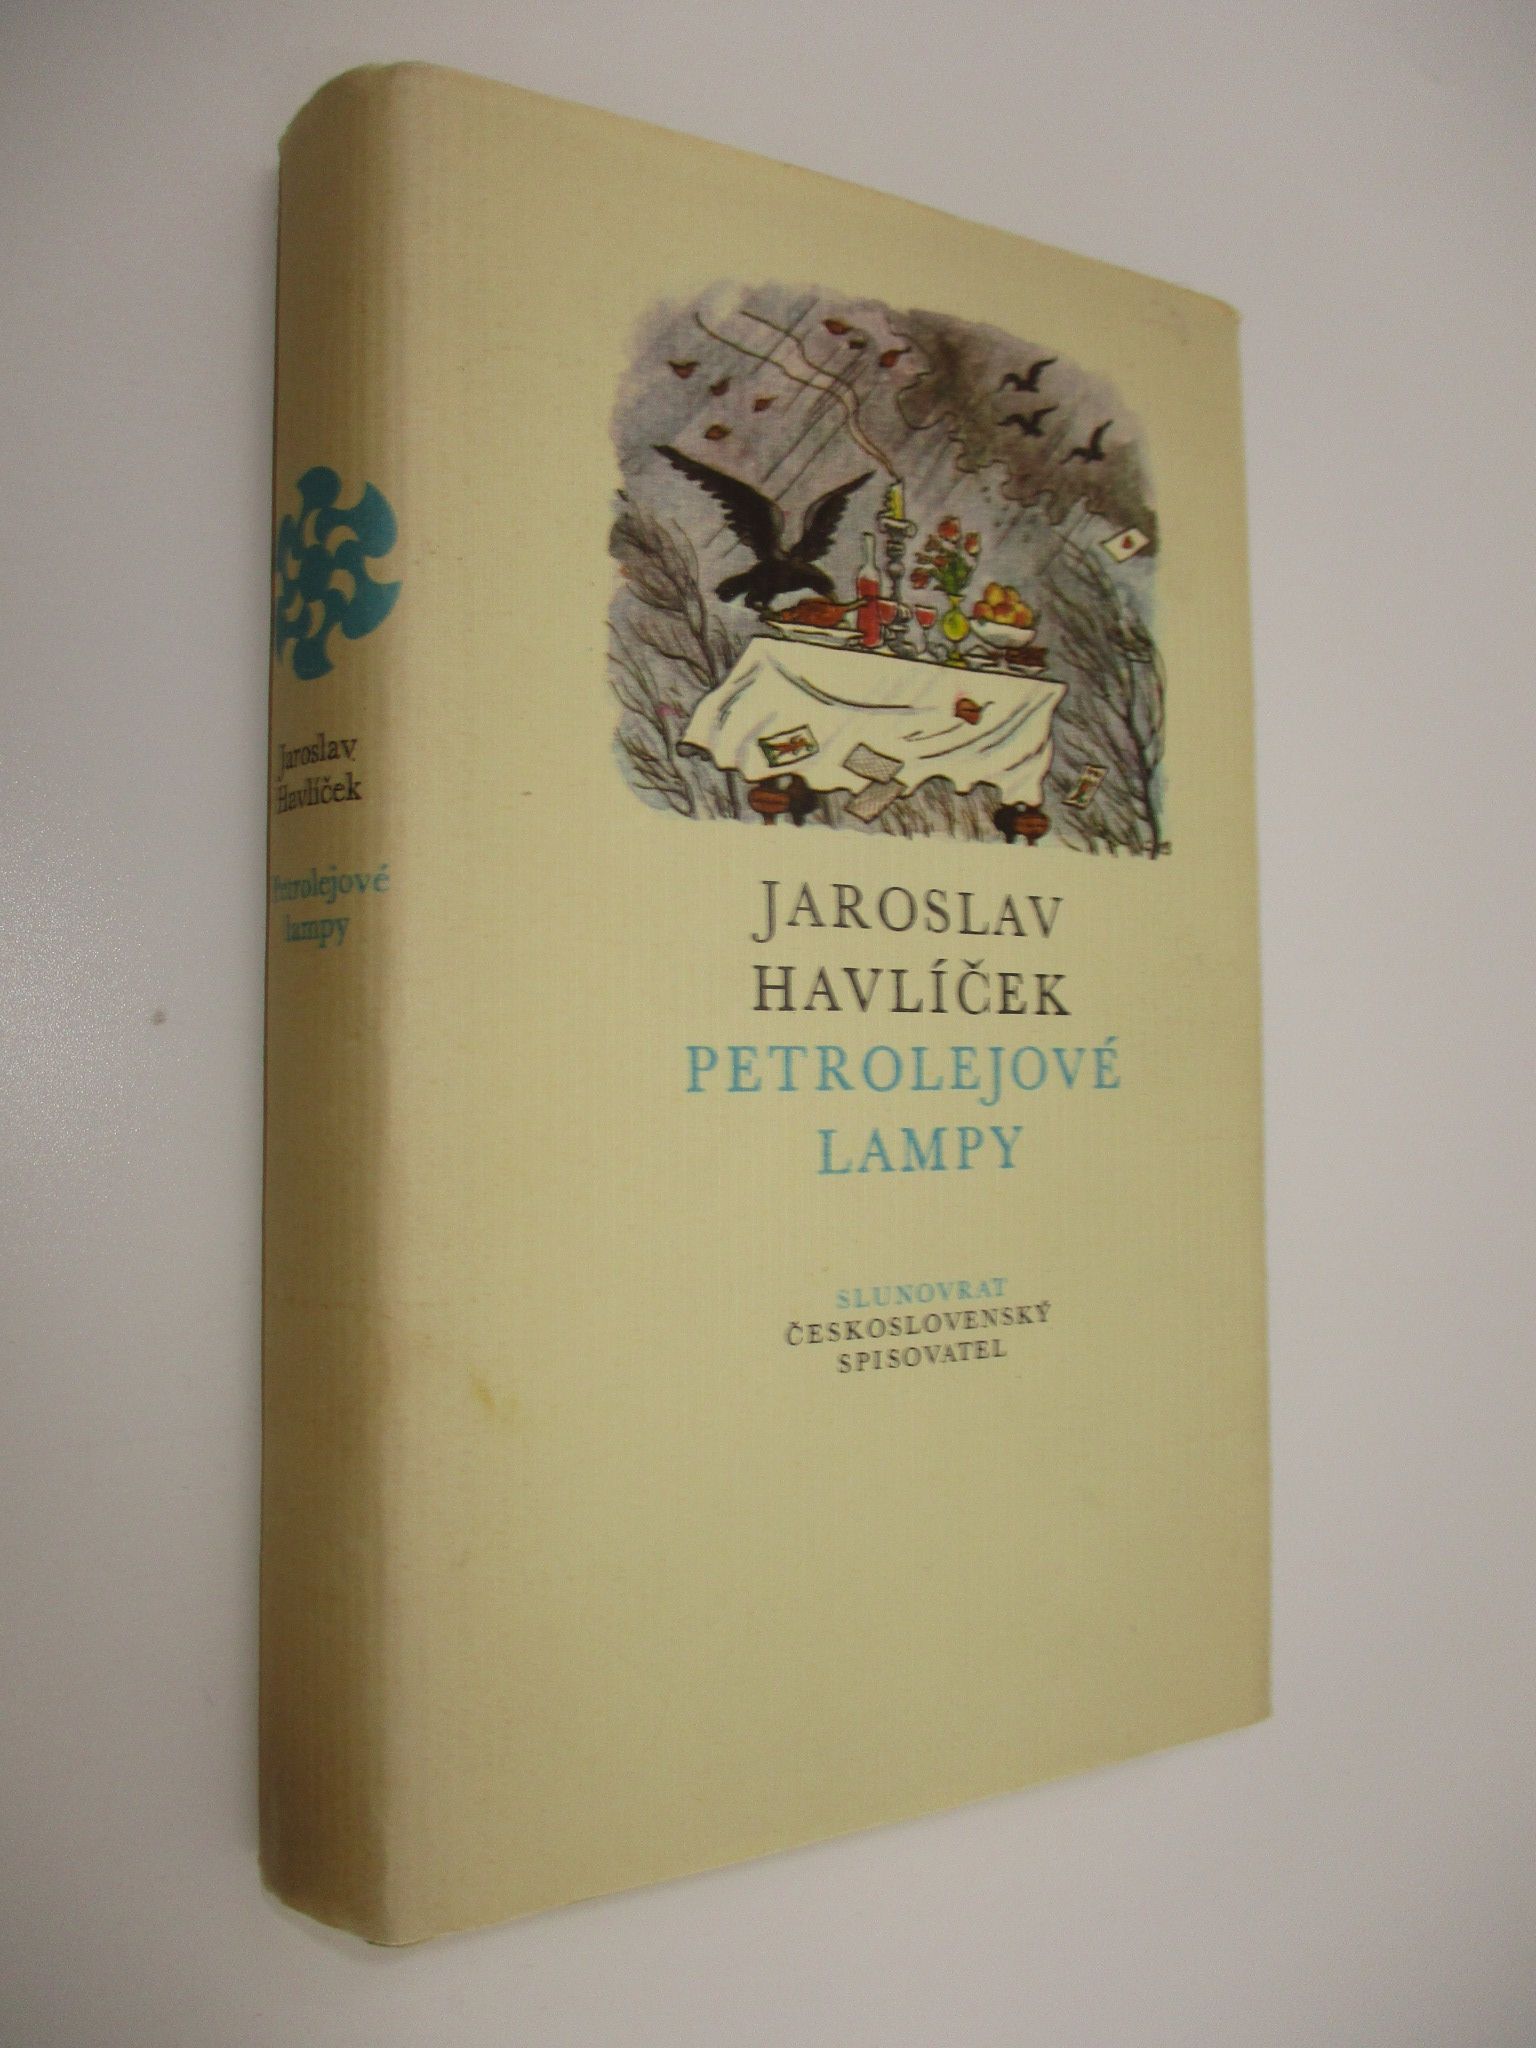 Jaroslav
Havlíček
Petrolejové
lampy
JAROSLAV
HAVLÍČEK
PETROLEJOVÉ
LAMPY
SLUNOVRAT
ČESKOSLOVENSKÝ
SPISOVATEL